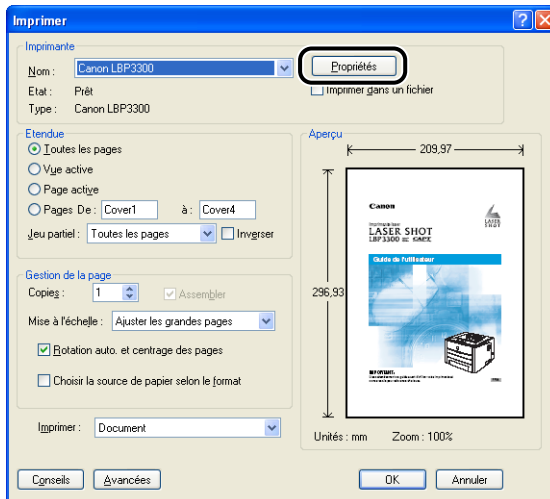 Imprimer
Imprimante
Nom :
Canon LBP3300
Propriétés
Etat :
Prêt
Imprimer dans un fichier
Type :
Canon LBP3300
Etendue
Toutes les pages
Vue active
Page active
Pages De :
Cover1
à :
Cover4
Jeu partiel :
Toutes les pages
Inverser
Gestion de la page
Copies :
1
Assembler
Mise à l'échelle :
Ajuster les grandes pages
Rotation auto. et centrage des pages
Choisir la source de papier selon le format
Imprimer :
Document
Aperçu
209,97
296,93
Canon
LASER SHOT
LBP3300
Guide de l'utilisateur
IMPORTANT:
Unités : mm
Zoom : 100%
Conseils
Avancées
OK
Annuler